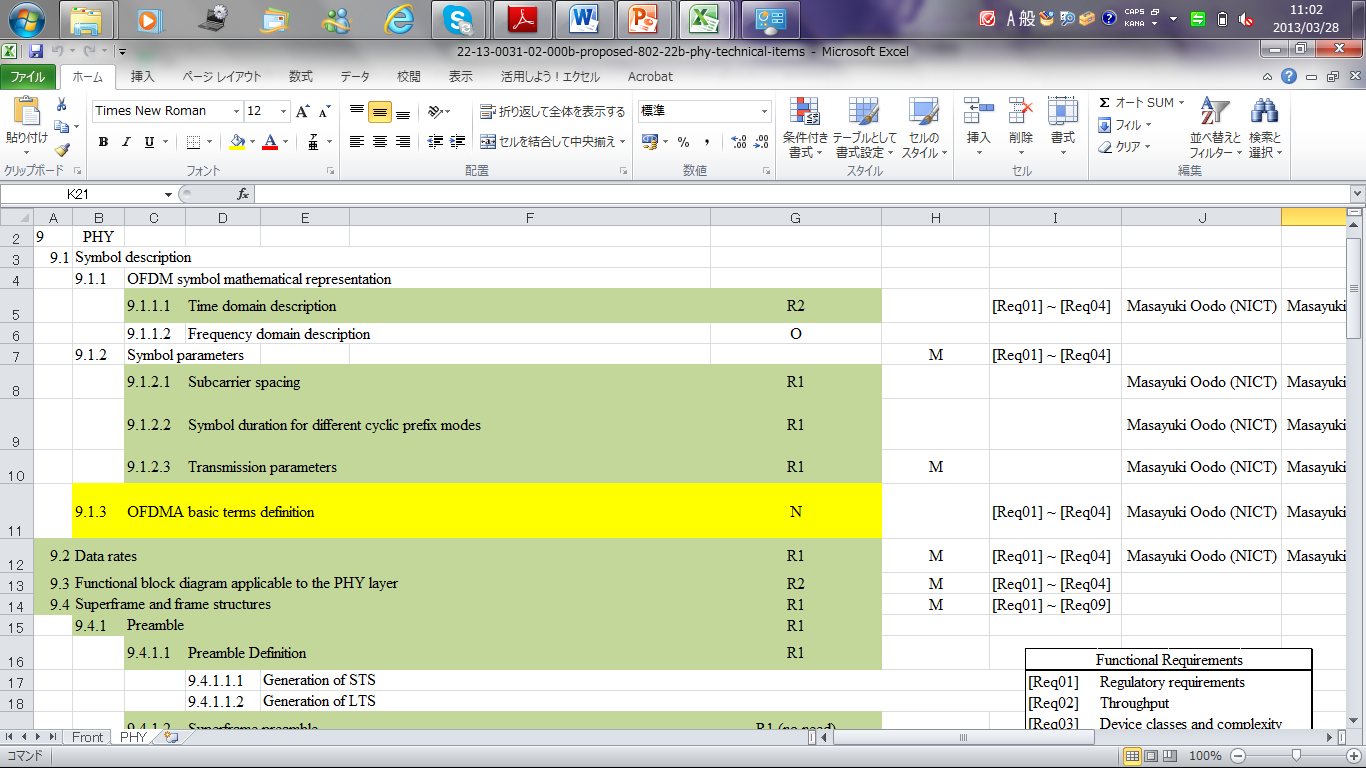 11:02
2013/03/28
A 般
CAPS
KANA
22-13-0031-02-000b-proposed-802-22b-phy-technical-items - Microsoft Excel
ファイル ホーム 挿入 ページ レイアウト 数式 データ 校閲 表示 活用しよう！エクセル Acrobat
貼り付け
クリップボード
Times New Roman 12
B I U
フォント
折り返して全体を表示する
セルを結合して中央揃え
配置
標準
数値
条件付き書式
テーブルとして書式設定
セルのスタイル
スタイル
挿入 削除 書式
セル
Σ オート SUM
フィル
クリア
並べ替えとフィルター
検索と選択
編集
K21 fx
A B C D E F G H I J
2 9 PHY
3 9.1 Symbol description
4 9.1.1 OFDM symbol mathematical representation
5 9.1.1.1 Time domain description R2 [Req01] ~ [Req04] Masayuki Oodo (NICT) Masayuki
6 9.1.1.2 Frequency domain description O
7 9.1.2 Symbol parameters M [Req01] ~ [Req04]
8 9.1.2.1 Subcarrier spacing R1 Masayuki Oodo (NICT) Masayuki
9 9.1.2.2 Symbol duration for different cyclic prefix modes R1 Masayuki Oodo (NICT) Masayuki
10 9.1.2.3 Transmission parameters R1 M Masayuki Oodo (NICT) Masayuki
11 9.1.3 OFDMA basic terms definition N [Req01] ~ [Req04] Masayuki Oodo (NICT) Masayuki
12 9.2 Data rates R1 M [Req01] ~ [Req04] Masayuki Oodo (NICT) Masayuki
13 9.3 Functional block diagram applicable to the PHY layer R2 M [Req01] ~ [Req04]
14 9.4 Superframe and frame structures R1 M [Req01] ~ [Req09]
15 9.4.1 Preamble R1
16 9.4.1.1 Preamble Definition R1
Functional Requirements
17 9.4.1.1.1 Generation of STS
[Req01] Regulatory requirements
18 9.4.1.1.2 Generation of LTS
[Req02] Throughput
9.4.1.2 Superframe preamble R1 (no need)
[Req03] Device classes and complexity
Front PHY
コマンド 100%